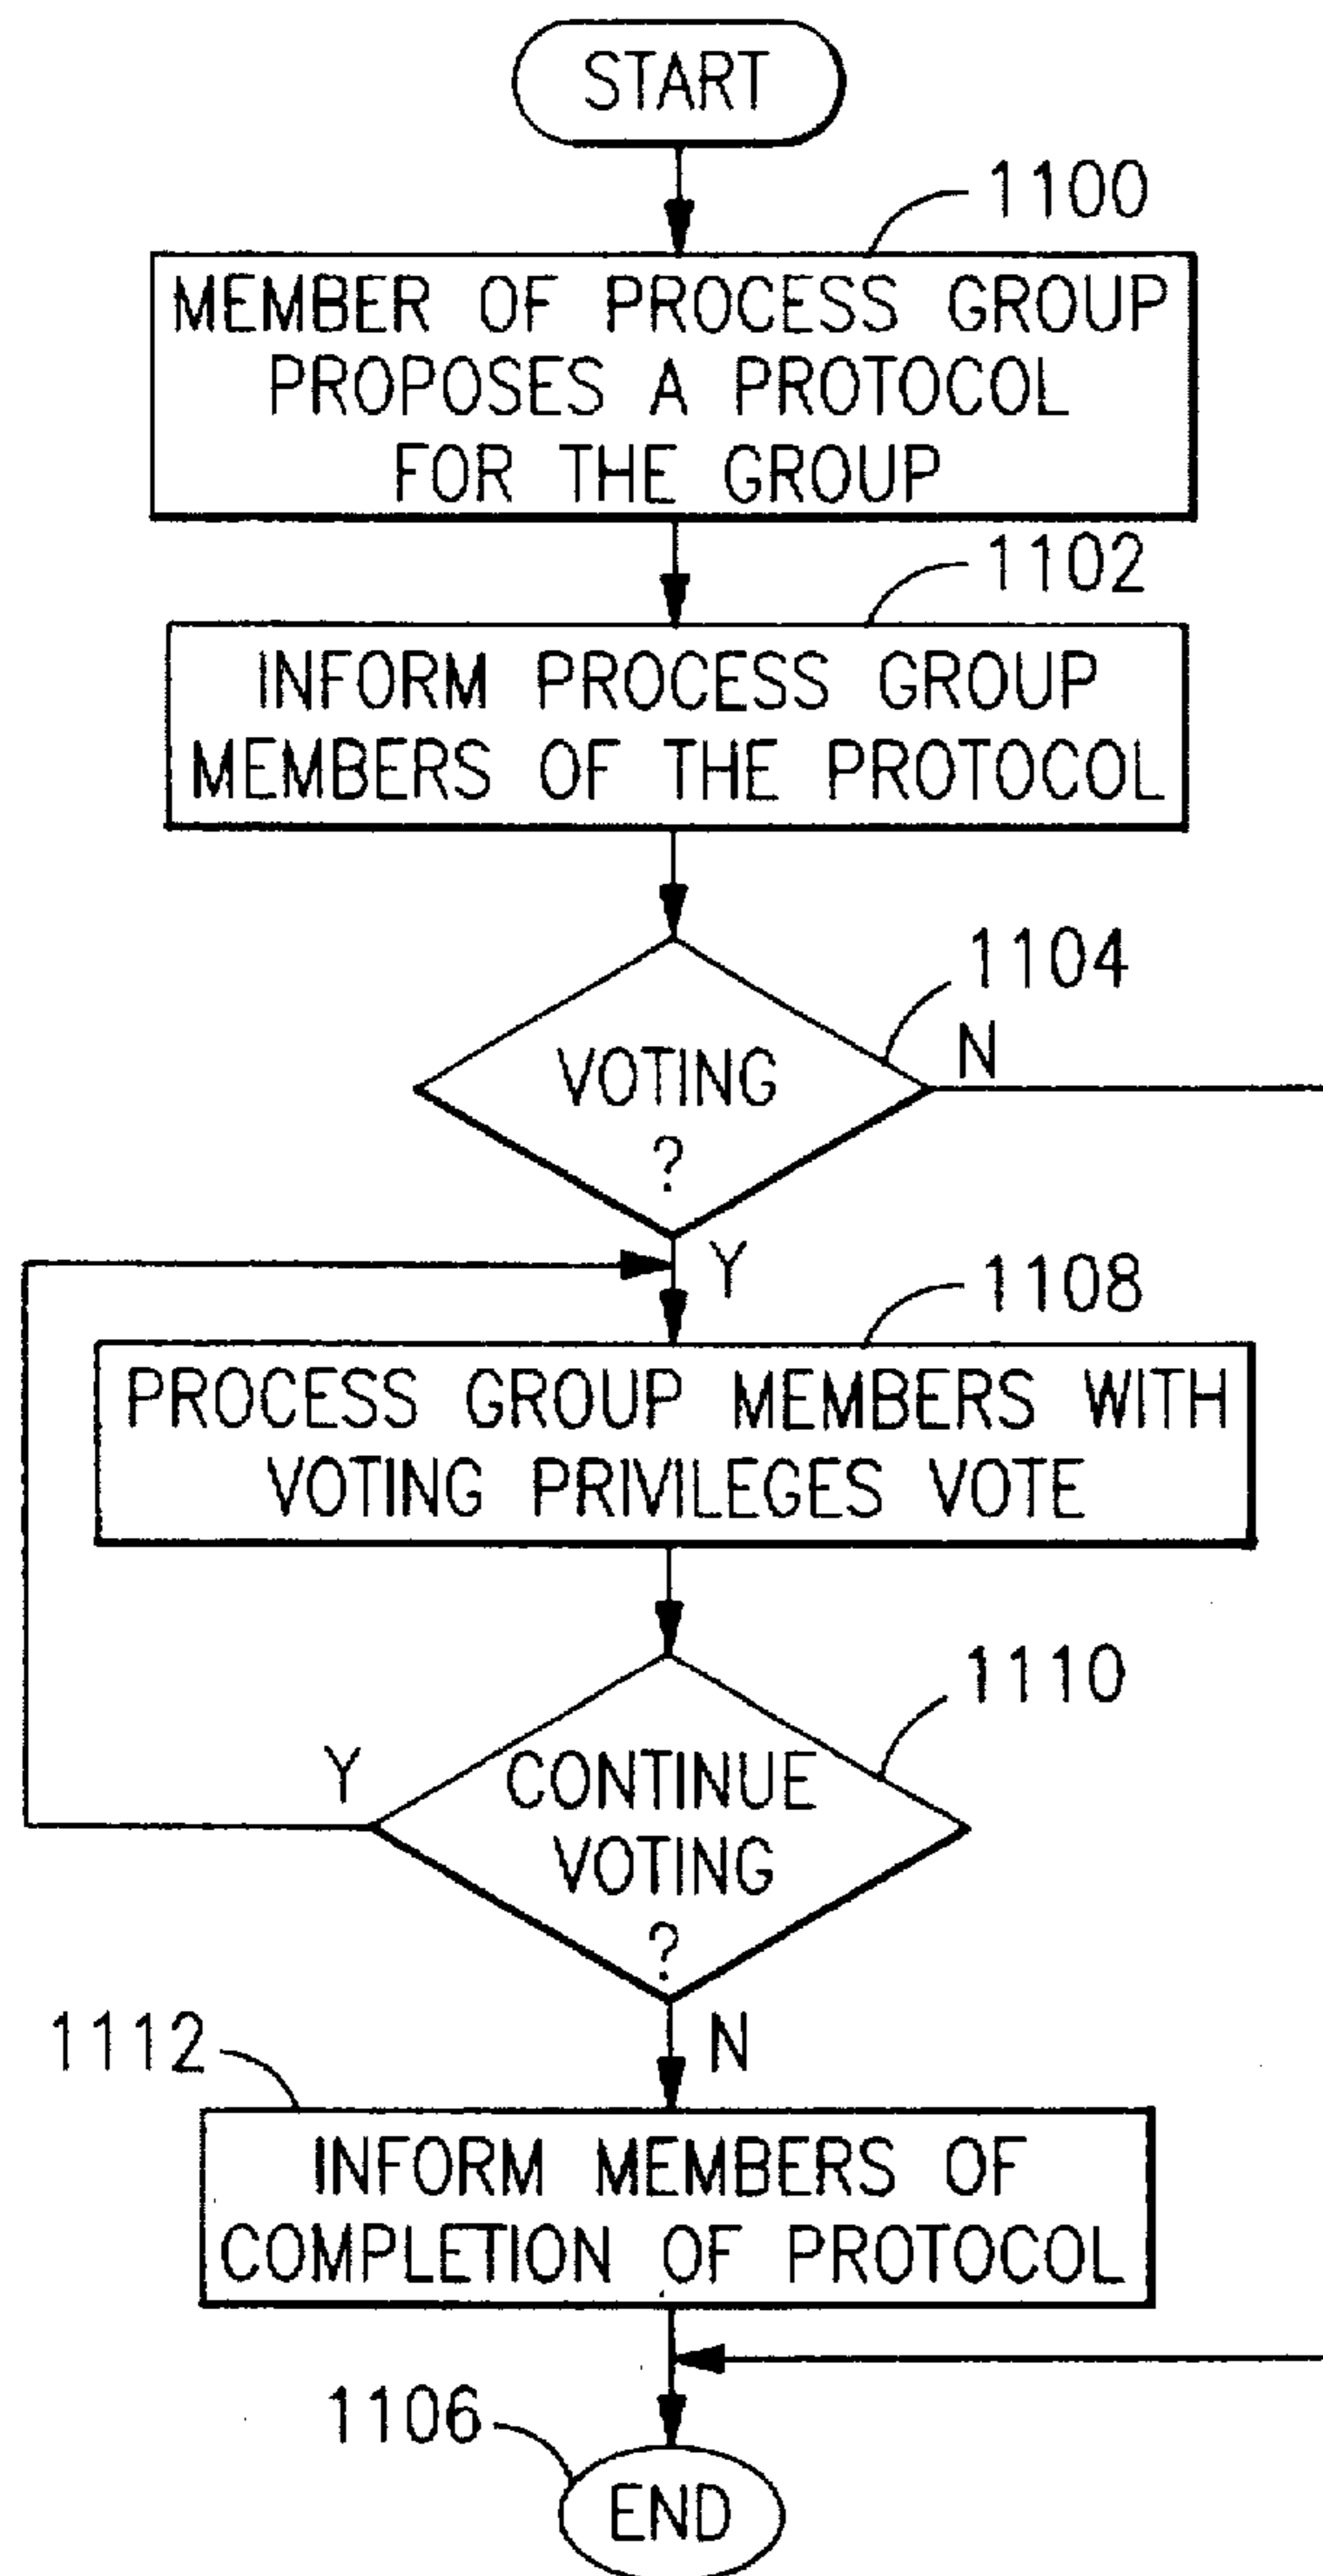 START
1100
MEMBER OF PROCESS GROUP
PROPOSES A PROTOCOL
FOR THE GROUP
1102
INFORM PROCESS GROUP
MEMBERS OF THE PROTOCOL
1104
N
VOTING
?
Y
1108
PROCESS GROUP MEMBERS WITH
VOTING PRIVILEGES VOTE
1110
Y
CONTINUE
VOTING
?
N
1112
INFORM MEMBERS OF
COMPLETION OF PROTOCOL
1106
END